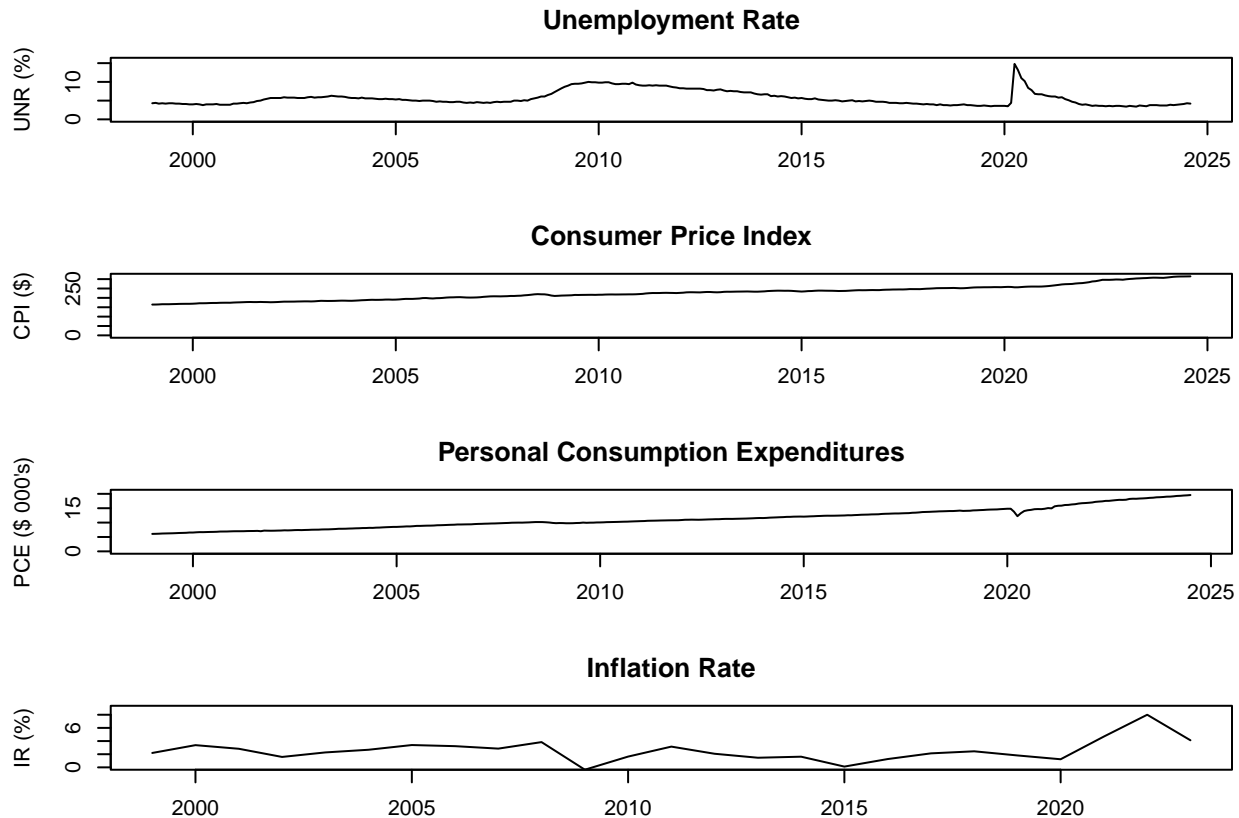 Unemployment Rate
UNR (%)
10
0
2000 2005 2010 2015 2020 2025
Consumer Price Index
CPI ($)
250
0
2000 2005 2010 2015 2020 2025
Personal Consumption Expenditures
PCE ($ 000's)
15
0
2000 2005 2010 2015 2020 2025
Inflation Rate
IR (%)
6
0
2000 2005 2010 2015 2020